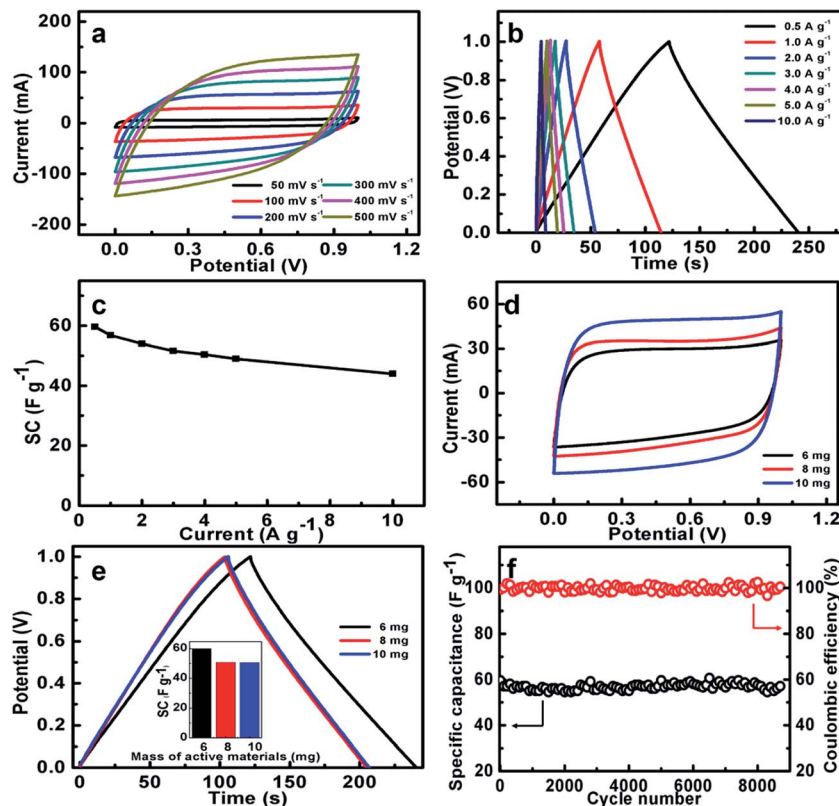 a
Current (mA)
200
100
0
-100
-200
50 mV s-1
100 mV s-1
200 mV s-1
300 mV s-1
400 mV s-1
500 mV s-1
0.0 0.3 0.6 0.9 1.2
Potential (V)
b
Potential (V)
1.0
0.8
0.6
0.4
0.2
0.0
0.5 A g-1
1.0 A g-1
2.0 A g-1
3.0 A g-1
4.0 A g-1
5.0 A g-1
10.0 A g-1
0 50 100 150 200 250
Time (s)
c
SC (F g-1)
80
60
40
20
0
0 2 4 6 8 10
Current (A g-1)
d
Current (mA)
60
30
0
-30
-60
6 mg
8 mg
10 mg
0.0 0.3 0.6 0.9 1.2
Potential (V)
e
Potential (V)
1.0
0.8
0.6
0.4
0.2
0.0
6 mg
8 mg
10 mg
SC (F g-1)
60
40
20
0
6 8 10
Mass of active materials (mg)
0 50 100 150 200
Time (s)
f
Specific capacitance (F g-1)
120
100
80
60
40
20
Coulombic efficiency (%)
120
100
100
80
60
40
20
0 2000 4000 6000 8000
Cycle number